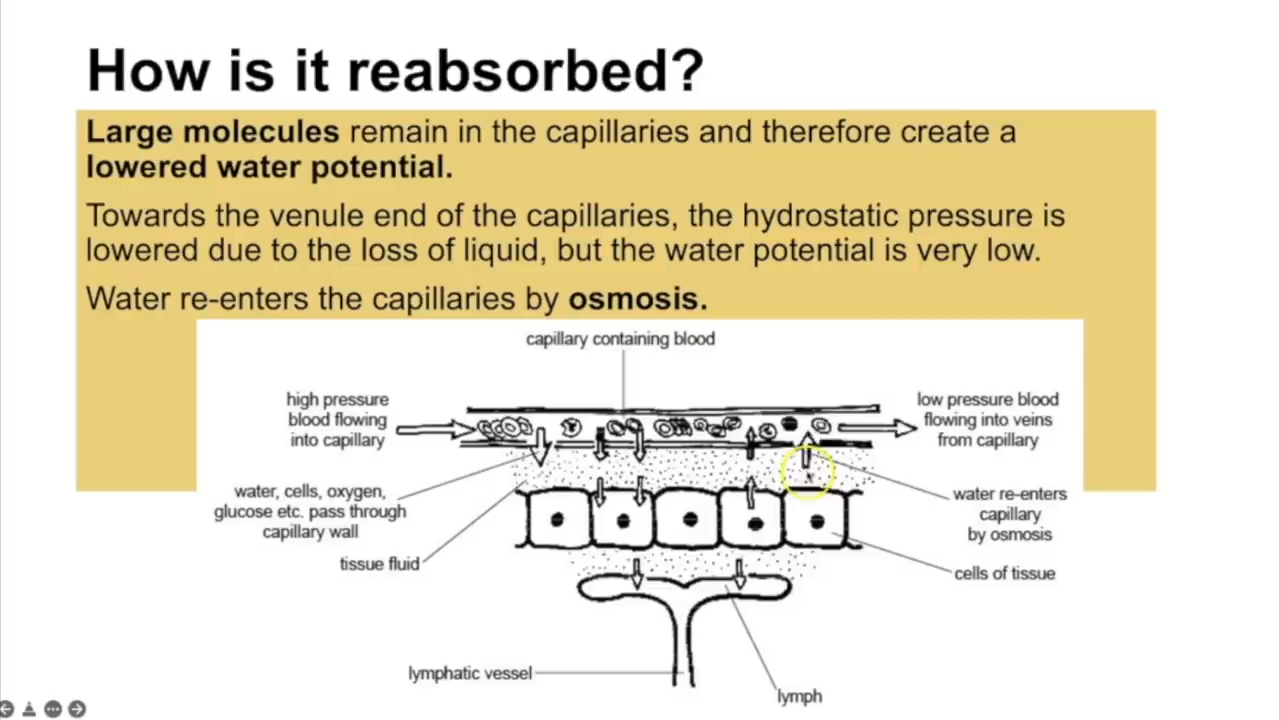 How is it reabsorbed?
Large molecules remain in the capillaries and therefore create a
lowered water potential.
Towards the venule end of the capillaries, the hydrostatic pressure is
lowered due to the loss of liquid, but the water potential is very low.
Water re-enters the capillaries by osmosis.
capillary containing blood
high pressure
blood flowing
into capillary
low pressure blood
flowing into veins
from capillary
water, cells, oxygen,
glucose etc. pass through
capillary wall
water re-enters
capillary
by osmosis
tissue fluid
cells of tissue
lymphatic vessel
lymph